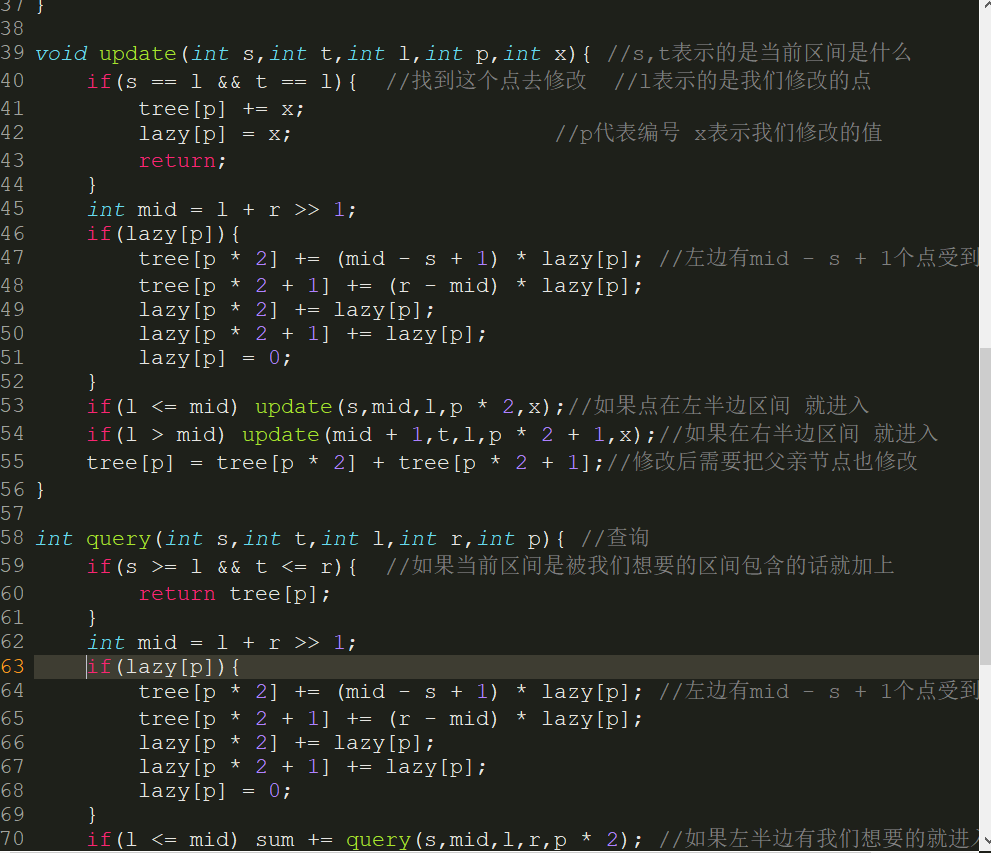 37 }
38
39 void update(int s,int t,int l,int p,int x){ //s,t表示的是当前区间是什么
40     if(s == l && t == l){  //找到这个点去修改  //l表示的是我们修改的点
41         tree[p] += x;
42         lazy[p] = x;                    //p代表编号 x表示我们修改的值
43         return;
44     }
45     int mid = l + r >> 1;
46     if(lazy[p]){
47         tree[p * 2] += (mid - s + 1) * lazy[p]; //左边有mid - s + 1个点受到
48         tree[p * 2 + 1] += (r - mid) * lazy[p];
49         lazy[p * 2] += lazy[p];
50         lazy[p * 2 + 1] += lazy[p];
51         lazy[p] = 0;
52     }
53     if(l <= mid) update(s,mid,l,p * 2,x);//如果点在左半边区间 就进入
54     if(l > mid) update(mid + 1,t,l,p * 2 + 1,x);//如果在右半边区间 就进入
55     tree[p] = tree[p * 2] + tree[p * 2 + 1];//修改后需要把父亲节点也修改
56 }
57
58 int query(int s,int t,int l,int r,int p){ //查询
59     if(s >= l && t <= r){  //如果当前区间是被我们想要的区间包含的话就加上
60         return tree[p];
61     }
62     int mid = l + r >> 1;
63     if(lazy[p]){
64         tree[p * 2] += (mid - s + 1) * lazy[p]; //左边有mid - s + 1个点受到
65         tree[p * 2 + 1] += (r - mid) * lazy[p];
66         lazy[p * 2] += lazy[p];
67         lazy[p * 2 + 1] += lazy[p];
68         lazy[p] = 0;
69     }
70     if(l <= mid) sum += query(s,mid,l,r,p * 2); //如果左半边有我们想要的就进